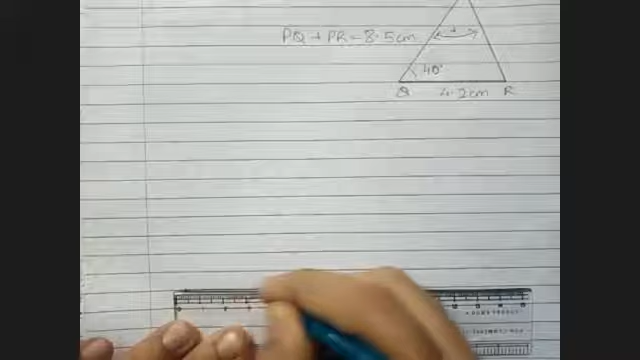 PQ + PR = 8.5cm
+
40°
Q 4.2cm R